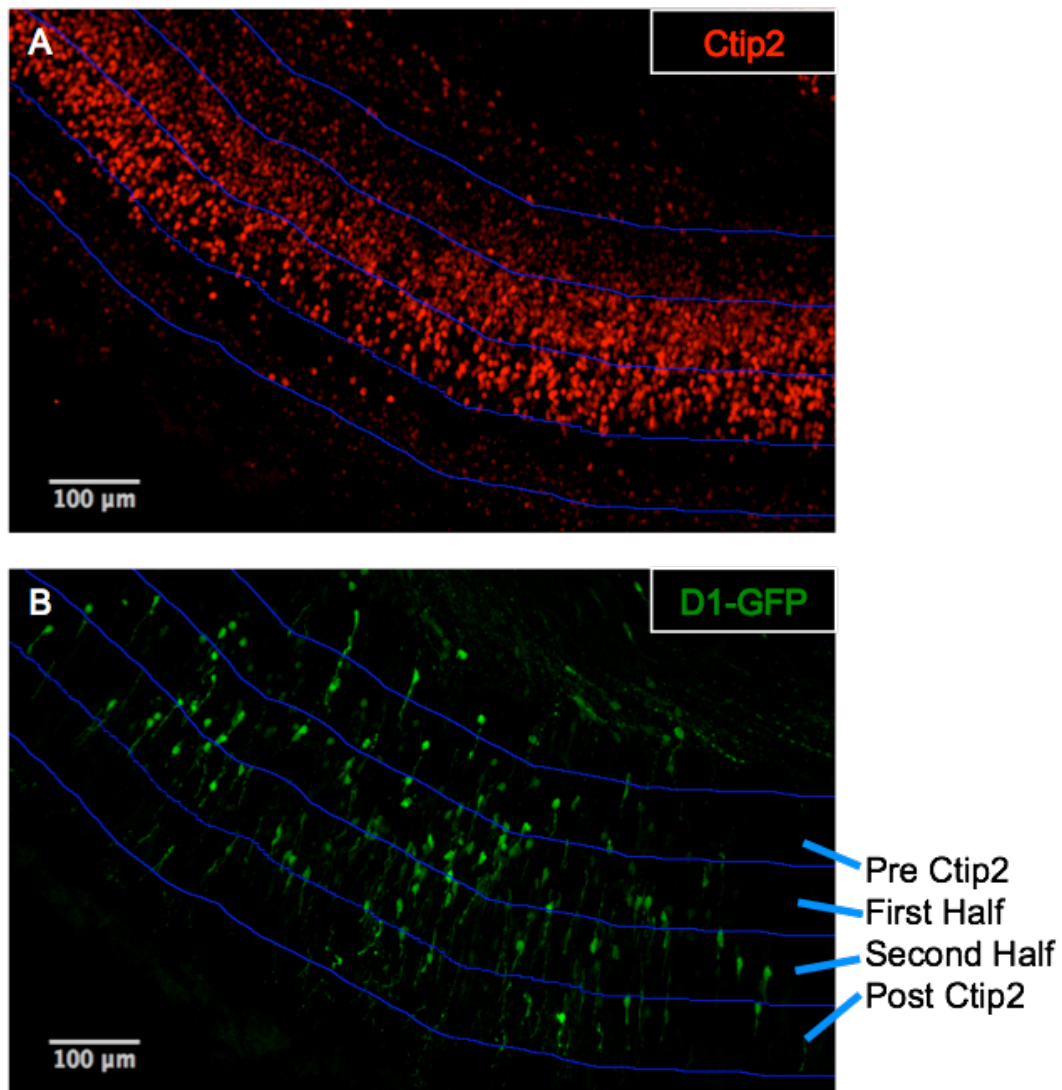 A
Ctip2
100 µm
B
D1-GFP
Pre Ctip2
First Half
Second Half
Post Ctip2
100 µm